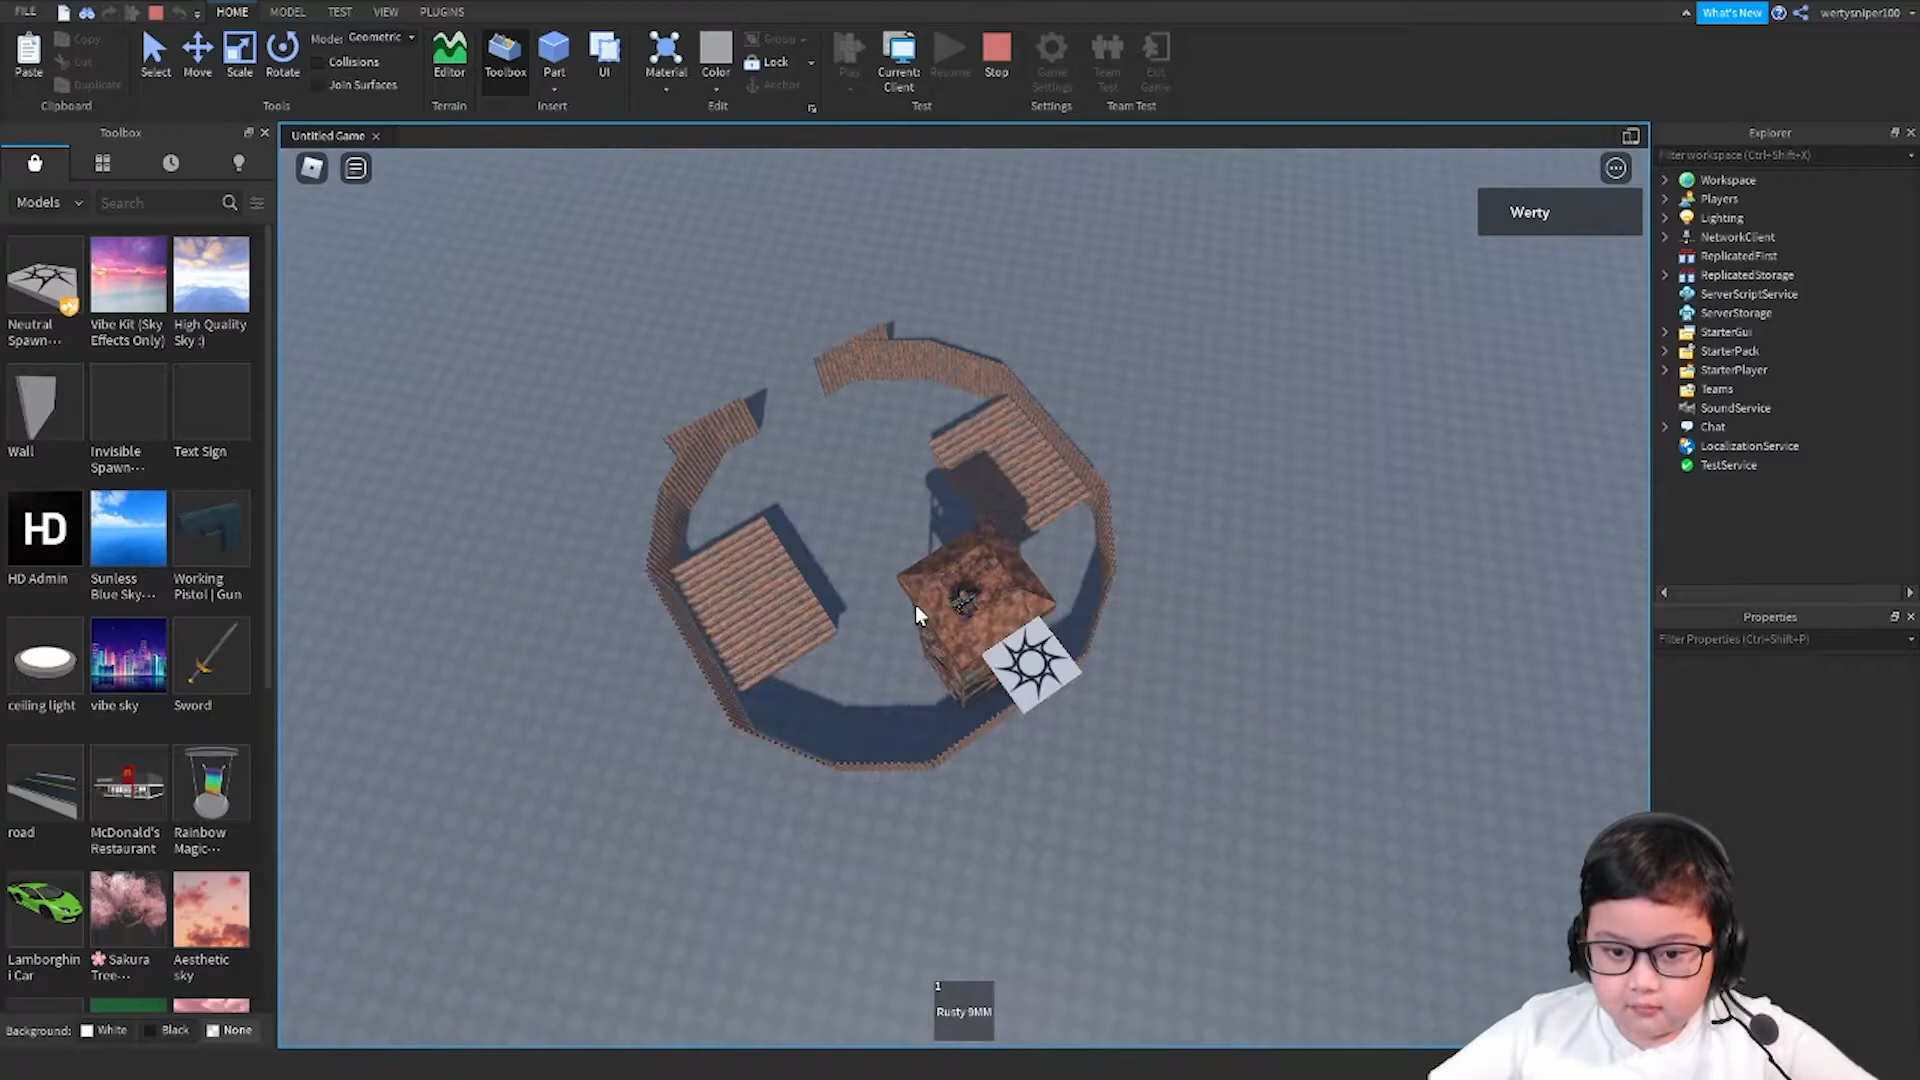 FILE HOME MODEL TEST VIEW PLUGINS What's New wertysniper100
Copy
Cut
Duplicate
Paste
Clipboard
Select Move Scale Rotate
Mode: Geometric
Collisions
Join Surfaces
Tools
Editor
Terrain
Toolbox Part UI
Insert
Material Color
Group
Lock
Anchor
Edit
Play Current: Client Resume Stop
Test
Game Settings
Settings
Team Test Exit Game
Team Test
Toolbox
Models Search
Neutral Spawn...
Vibe Kit (Sky Effects Only)
High Quality Sky :)
Wall
Invisible Spawn...
Text Sign
HD
HD Admin
Sunless Blue Sky...
Working Pistol | Gun
ceiling light
vibe sky
Sword
road
McDonald's Restaurant
Rainbow Magic...
Lamborghini Car
🌸 Sakura Tree...
Aesthetic sky
Background: White Black None
Untitled Game
Werty
1
Rusty 9MM
Explorer
Filter workspace (Ctrl+Shift+X)
Workspace
Players
Lighting
NetworkClient
ReplicatedFirst
ReplicatedStorage
ServerScriptService
ServerStorage
StarterGui
StarterPack
StarterPlayer
Teams
SoundService
Chat
LocalizationService
TestService
Properties
Filter Properties (Ctrl+Shift+P)